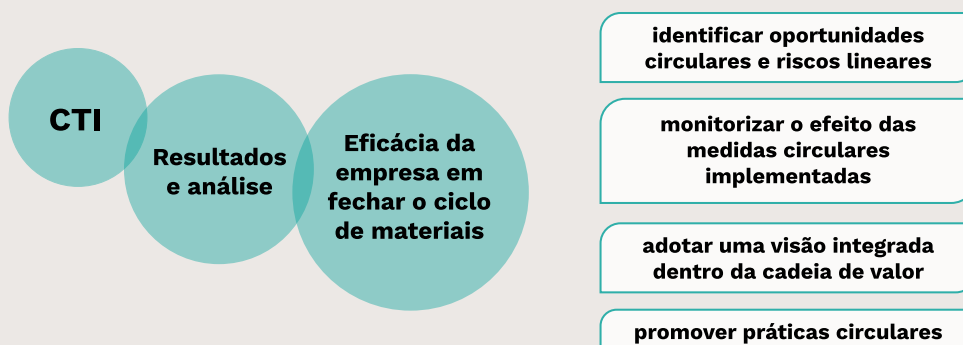 CTI
Resultados
e análise
Eficácia da
empresa em
fechar o ciclo
de materiais
identificar oportunidades
circulares e riscos lineares
monitorizar o efeito das
medidas circulares
implementadas
adotar uma visão integrada
dentro da cadeia de valor
promover práticas circulares